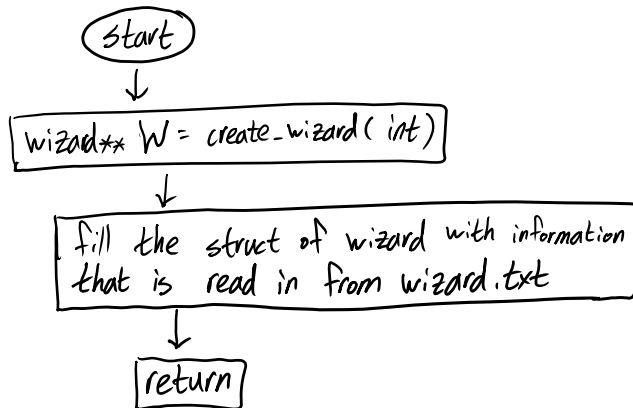 start
wizard** W = create_wizard( int)
fill the struct of wizard with information
that is read in from wizard.txt
return